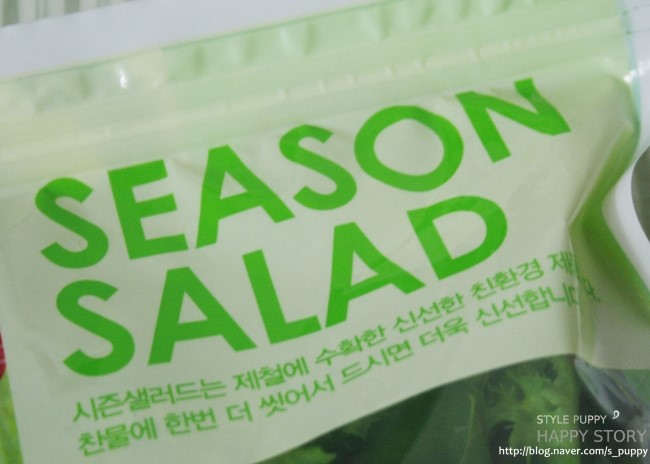 SEASON
SALAD
시즌샐러드는 제철에 수확한 신선한 친환경
찬물에 한번 더 씻어서 드시면 더욱 신선합니다.
STYLE PUPPY
HAPPY STORY
http://blog.naver.com/s_puppy